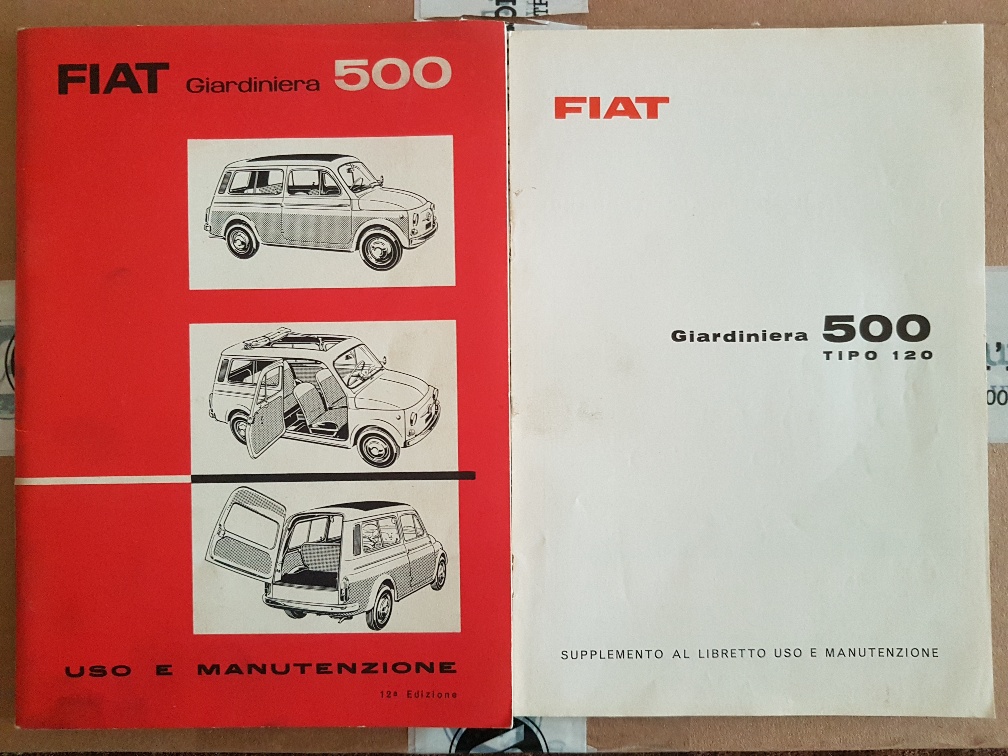 FIAT Giardiniera 500
USO E MANUTENZIONE
12ª Edizione
FIAT
Giardiniera 500
TIPO 120
SUPPLEMENTO AL LIBRETTO USO E MANUTENZIONE